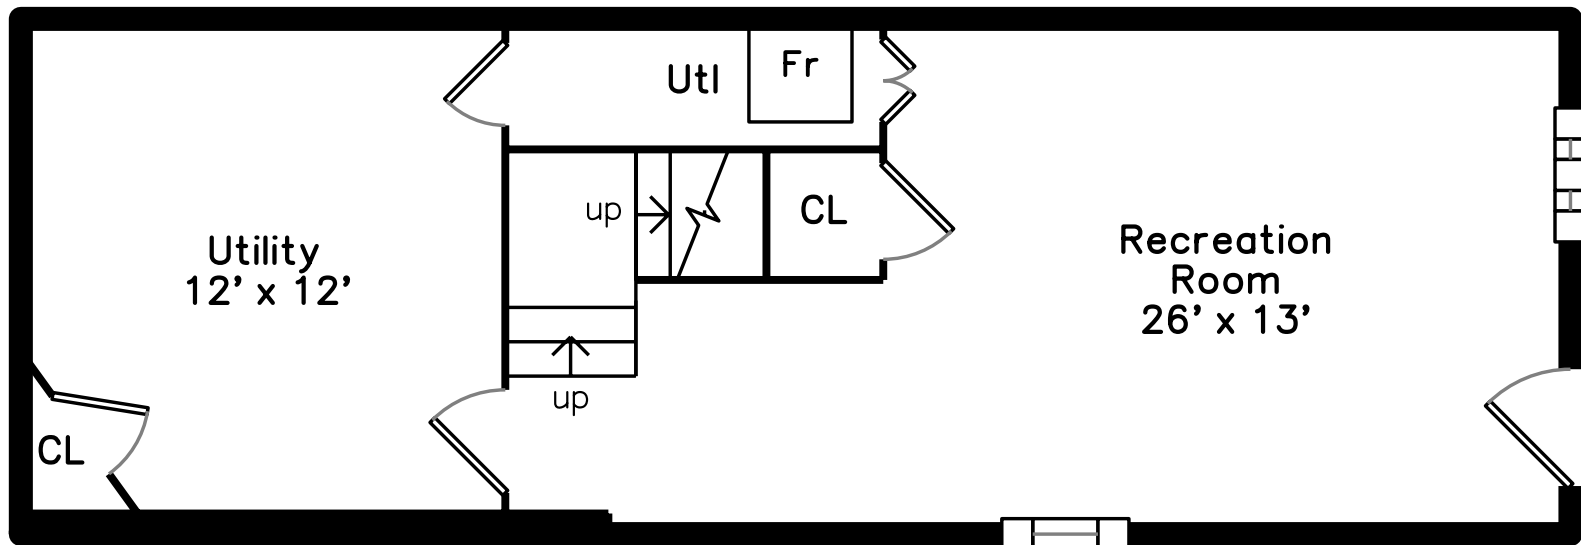 Utl
Fr
up
CL
Utility
12' x 12'
Recreation
Room
26' x 13'
up
CL